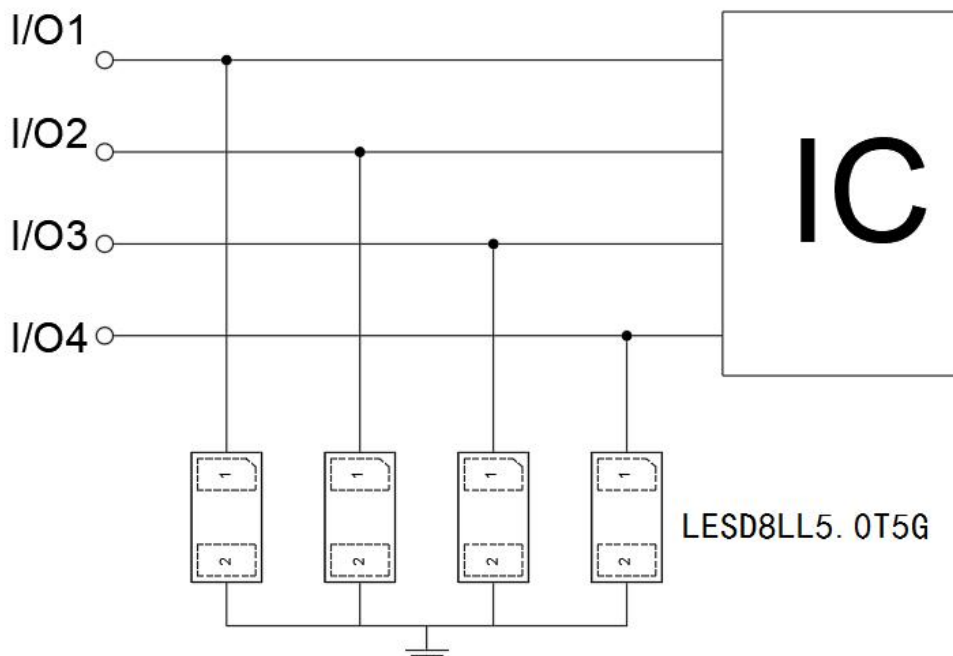 I/O1
I/O2
I/O3
I/O4
IC
1 1 1 1
LESD8LL5.0T5G
2 2 2 2